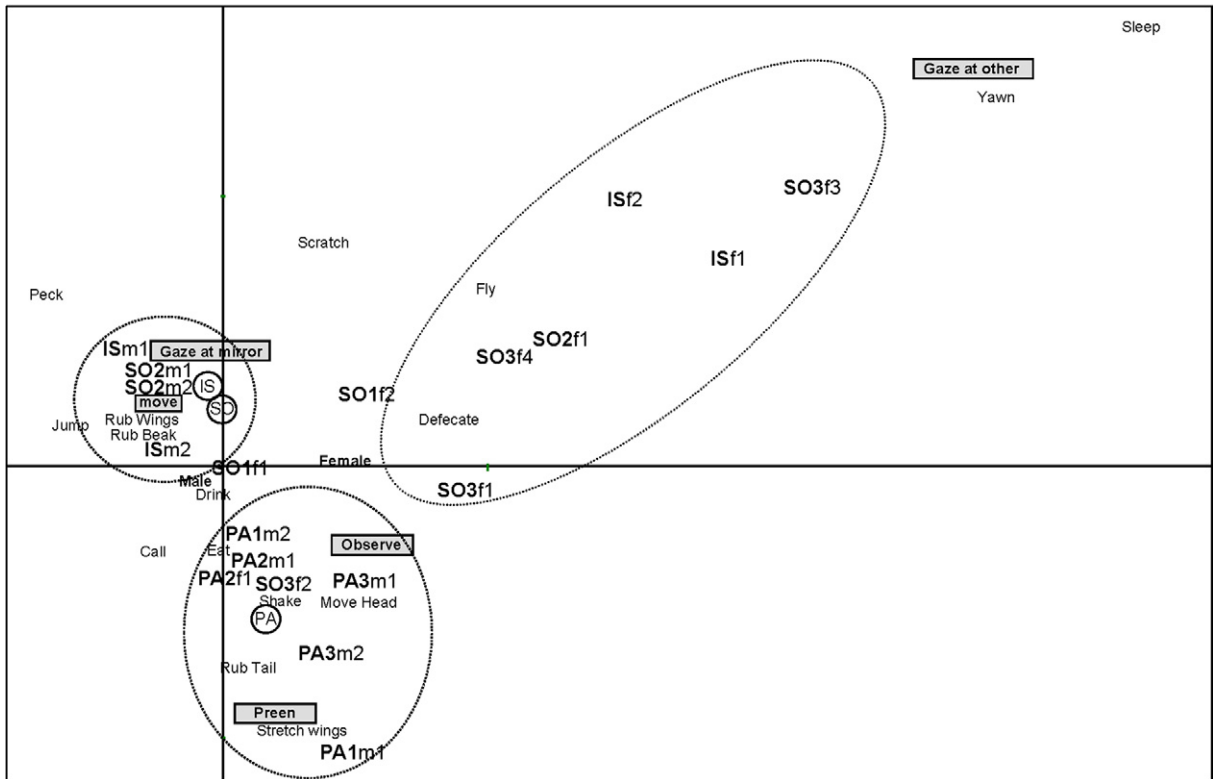 Sleep
Gaze at other
Yawn
SO3f3
ISf2
Scratch
ISf1
Fly
Peck
SO2f1
ISm1
Gaze at mirror
SO3f4
SO2m1
SO2m2
IS
SO1f2
move
SO
Rub Wings
Defecate
Jump
Rub Beak
ISm2
Female
SO1f1
Male
SO3f1
Drink
PA1m2
Observe
Call
Eat
PA2m1
PA2f1
SO3f2
PA3m1
Shake
Move Head
PA
PA3m2
Rub Tail
Preen
Stretch wings
PA1m1